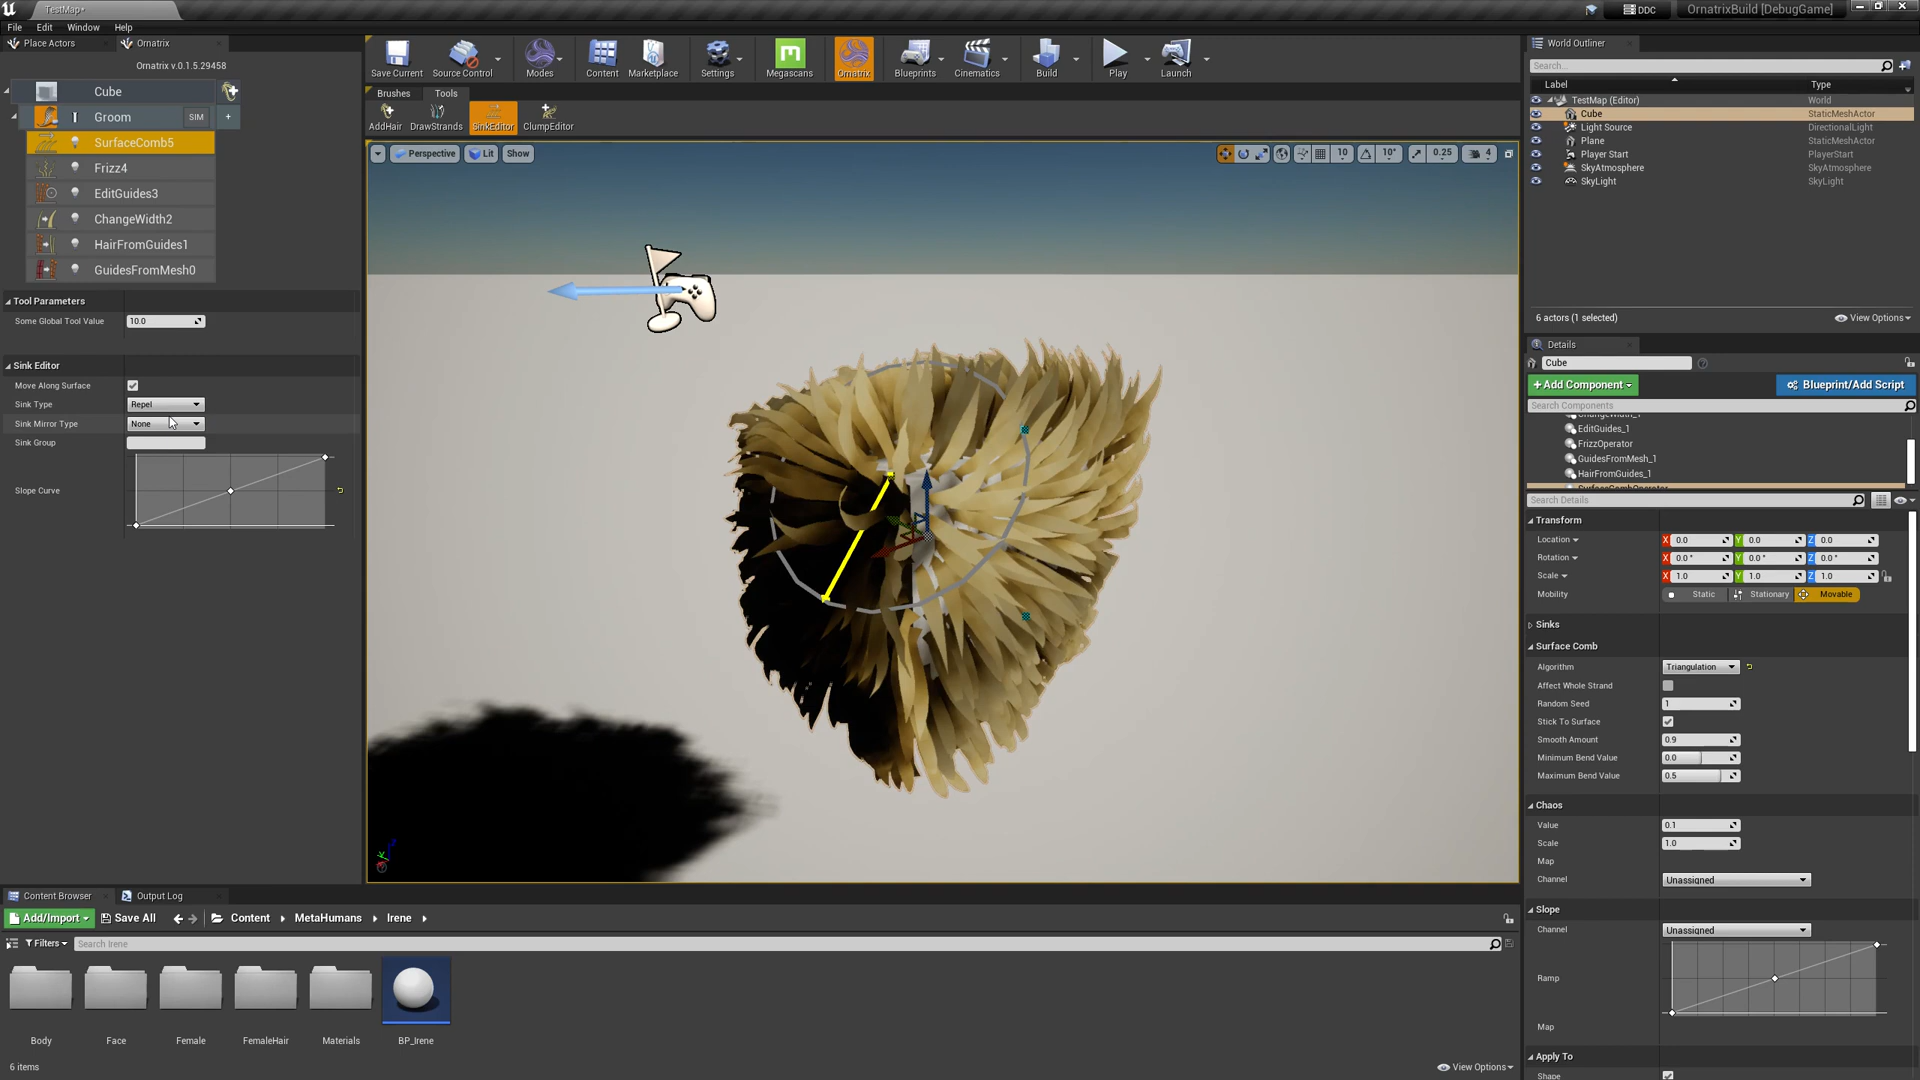 TestMap*
DDC
OrnatrixBuild [DebugGame]
File Edit Window Help
Place Actors
Ornatrix
Ornatrix v.0.1.5.29458
Cube
Groom
SIM
+
SurfaceComb5
Frizz4
EditGuides3
ChangeWidth2
HairFromGuides1
GuidesFromMesh0
Tool Parameters
Some Global Tool Value 10.0
Sink Editor
Move Along Surface
Sink Type Repel
Sink Mirror Type None
Sink Group
Slope Curve
Save Current
Source Control
Modes
Content
Marketplace
Settings
Megascans
Ornatrix
Blueprints
Cinematics
Build
Play
Launch
Brushes Tools
AddHair DrawStrands SinkEditor ClumpEditor
Perspective Lit Show
10 10° 0.25 4
World Outliner
Search...
Label Type
TestMap (Editor) World
Cube StaticMeshActor
Light Source DirectionalLight
Plane StaticMeshActor
Player Start PlayerStart
SkyAtmosphere SkyAtmosphere
SkyLight SkyLight
6 actors (1 selected)
View Options
Details
Cube
+Add Component
Blueprint/Add Script
Search Components
EditGuides_1
FrizzOperator
GuidesFromMesh_1
HairFromGuides_1
Search Details
Transform
Location X 0.0 Y 0.0 Z 0.0
Rotation X 0.0 ° Y 0.0 ° Z 0.0 °
Scale X 1.0 Y 1.0 Z 1.0
Mobility Static Stationary Movable
Sinks
Surface Comb
Algorithm Triangulation
Affect Whole Strand
Random Seed 1
Stick To Surface
Smooth Amount 0.9
Minimum Bend Value 0.0
Maximum Bend Value 0.5
Chaos
Value 0.1
Scale 1.0
Map
Channel Unassigned
Slope
Channel Unassigned
Ramp
Map
Apply To
Shape
Content Browser
Output Log
Add/Import
Save All
Content
MetaHumans
Irene
Filters
Search Irene
Body
Face
Female
FemaleHair
Materials
BP_Irene
6 items
View Options